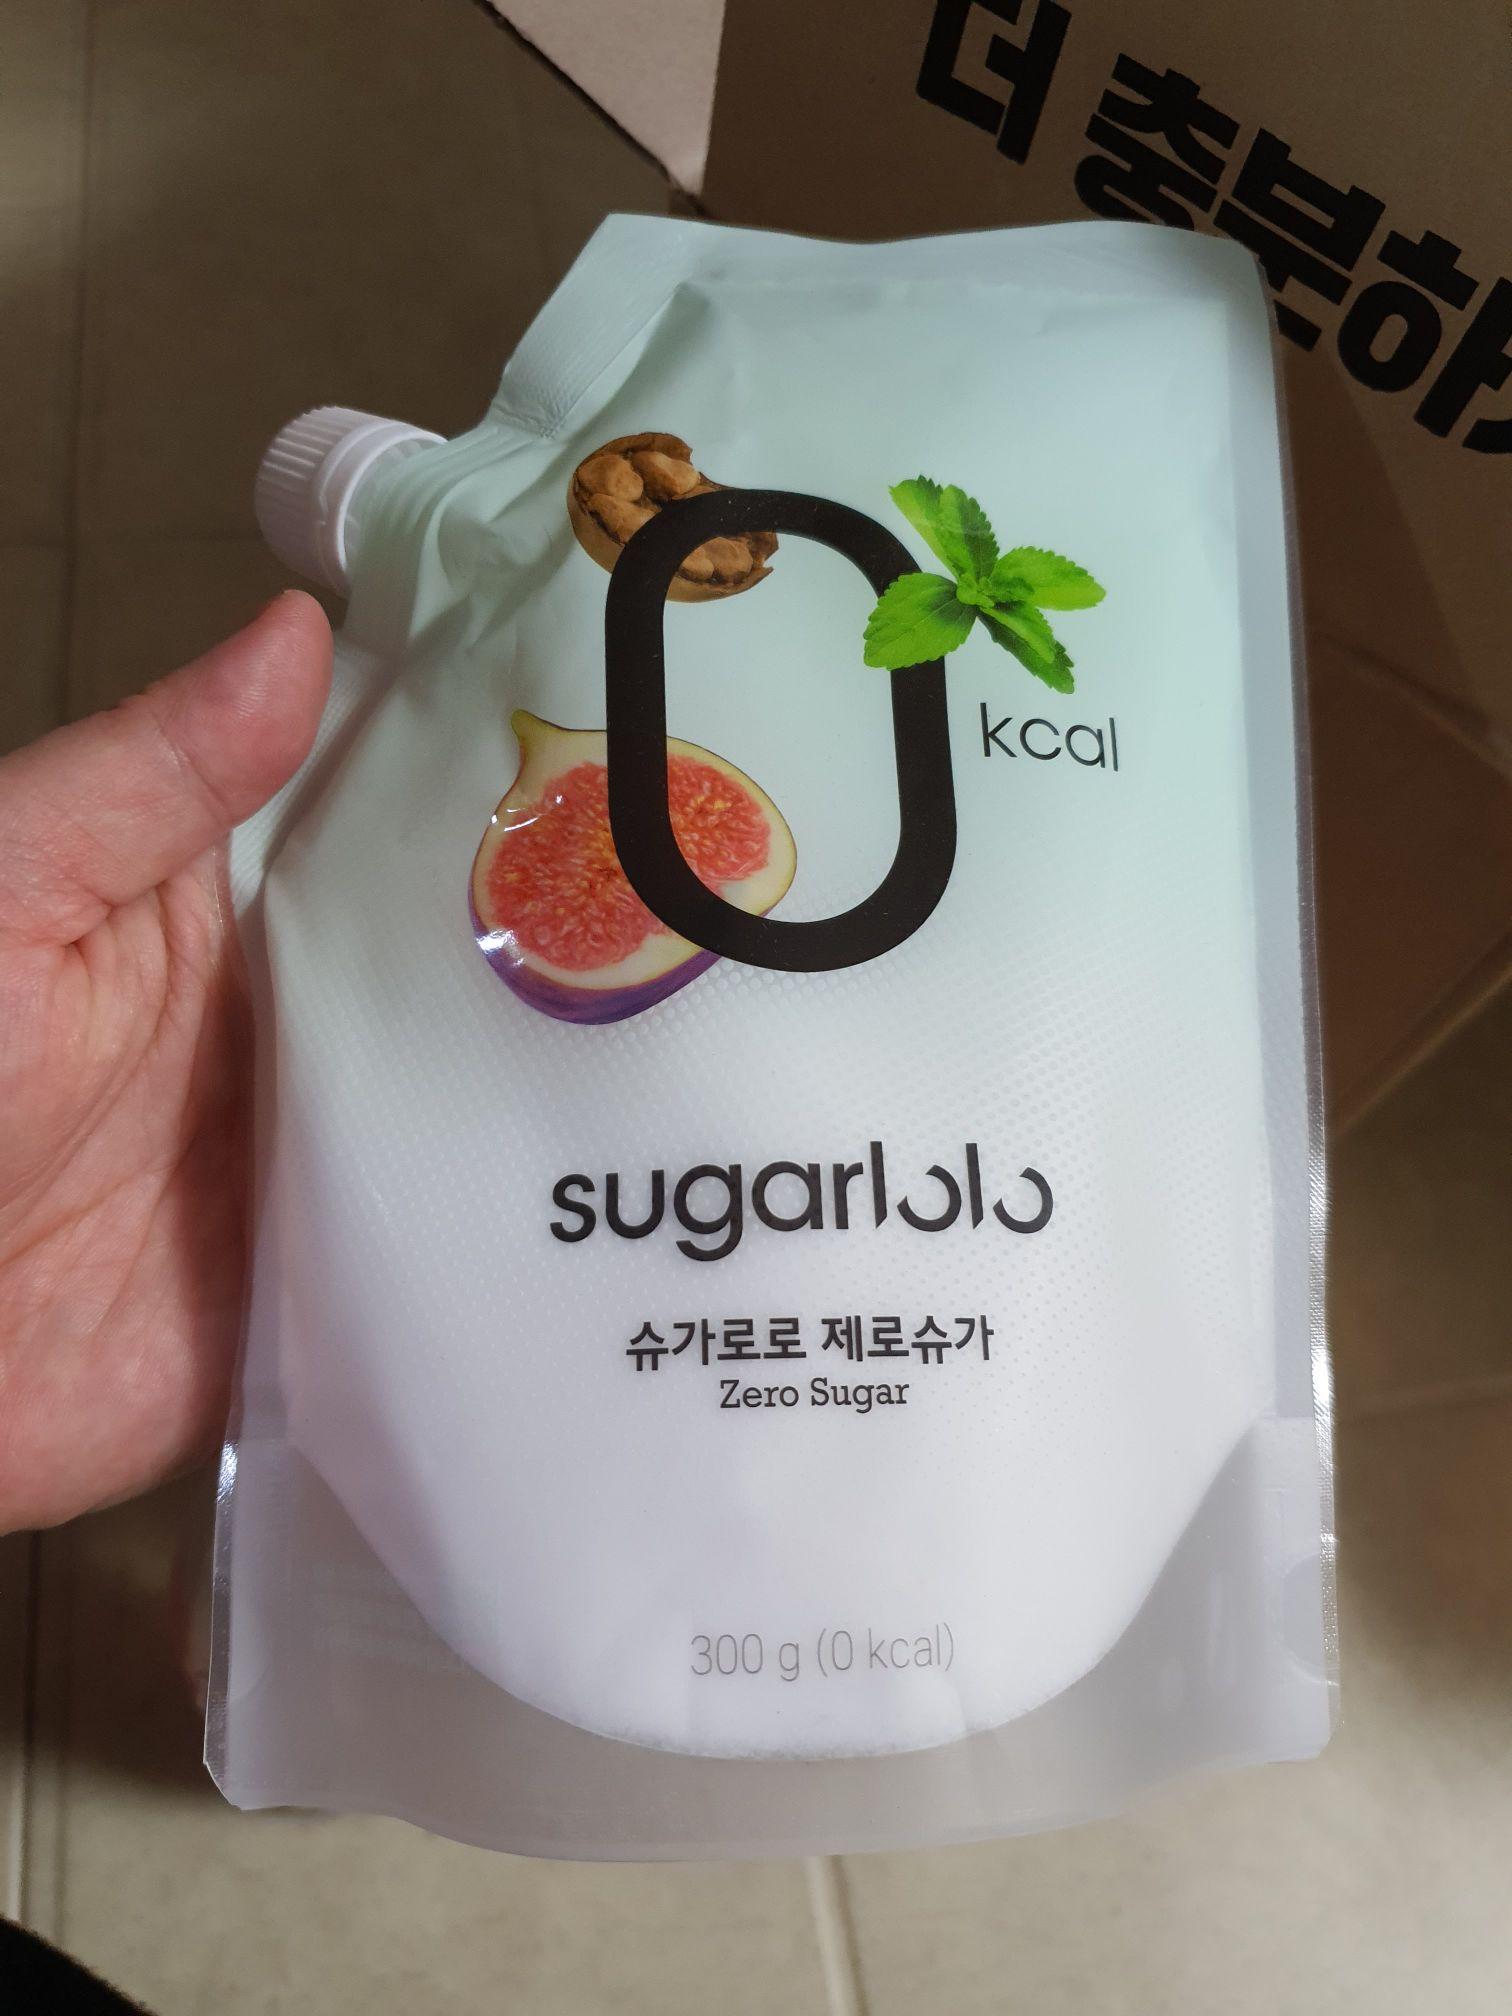 더 충분하
0
kcal
sugarlolo
슈가로로 제로슈가
Zero Sugar
300 g (0 kcal)